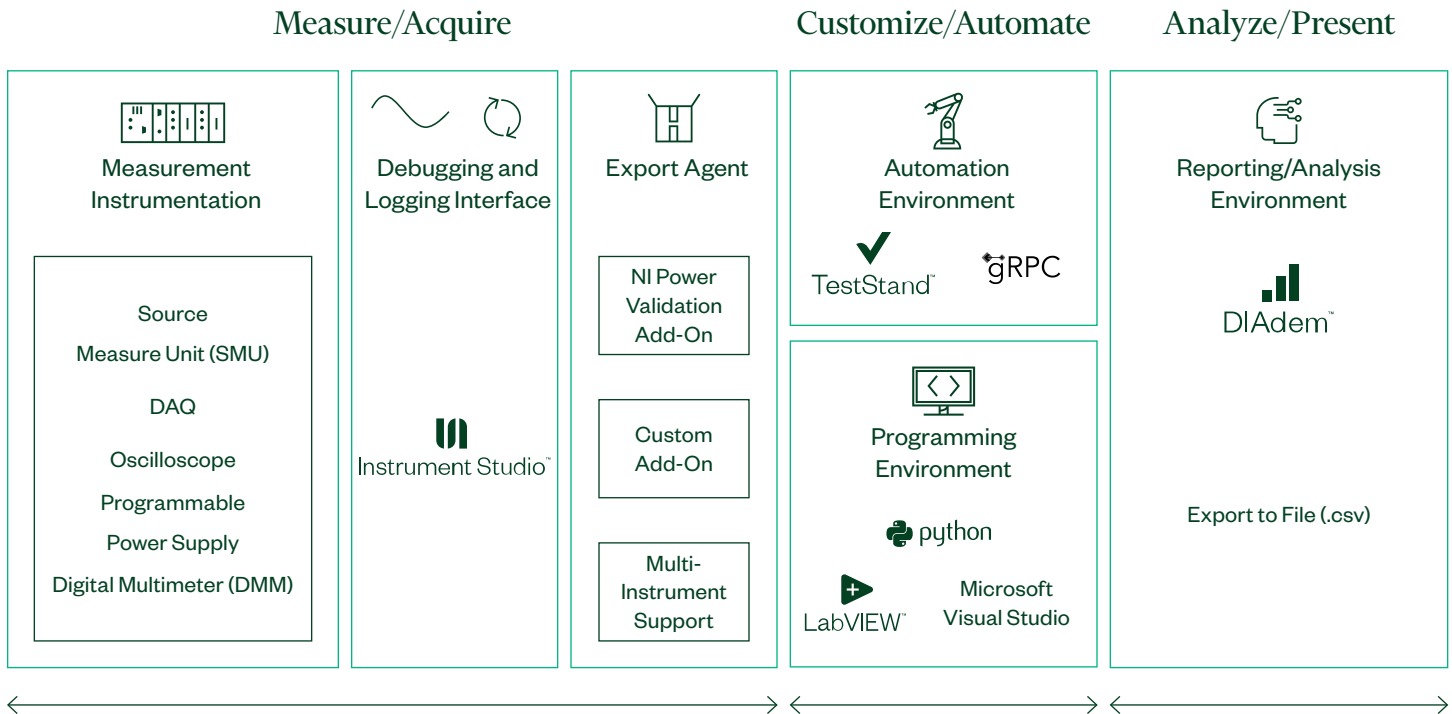 Measure/Acquire
Customize/Automate
Analyze/Present
Measurement
Instrumentation
Source
Measure Unit (SMU)
DAQ
Oscilloscope
Programmable
Power Supply
Digital Multimeter (DMM)
Debugging and
Logging Interface
Instrument Studio™
Export Agent
NI Power
Validation
Add-On
Custom
Add-On
Multi-
Instrument
Support
Automation
Environment
TestStand™
gRPC
Programming
Environment
python
LabVIEW™
Microsoft
Visual Studio
Reporting/Analysis
Environment
DIAdem™
Export to File (.csv)